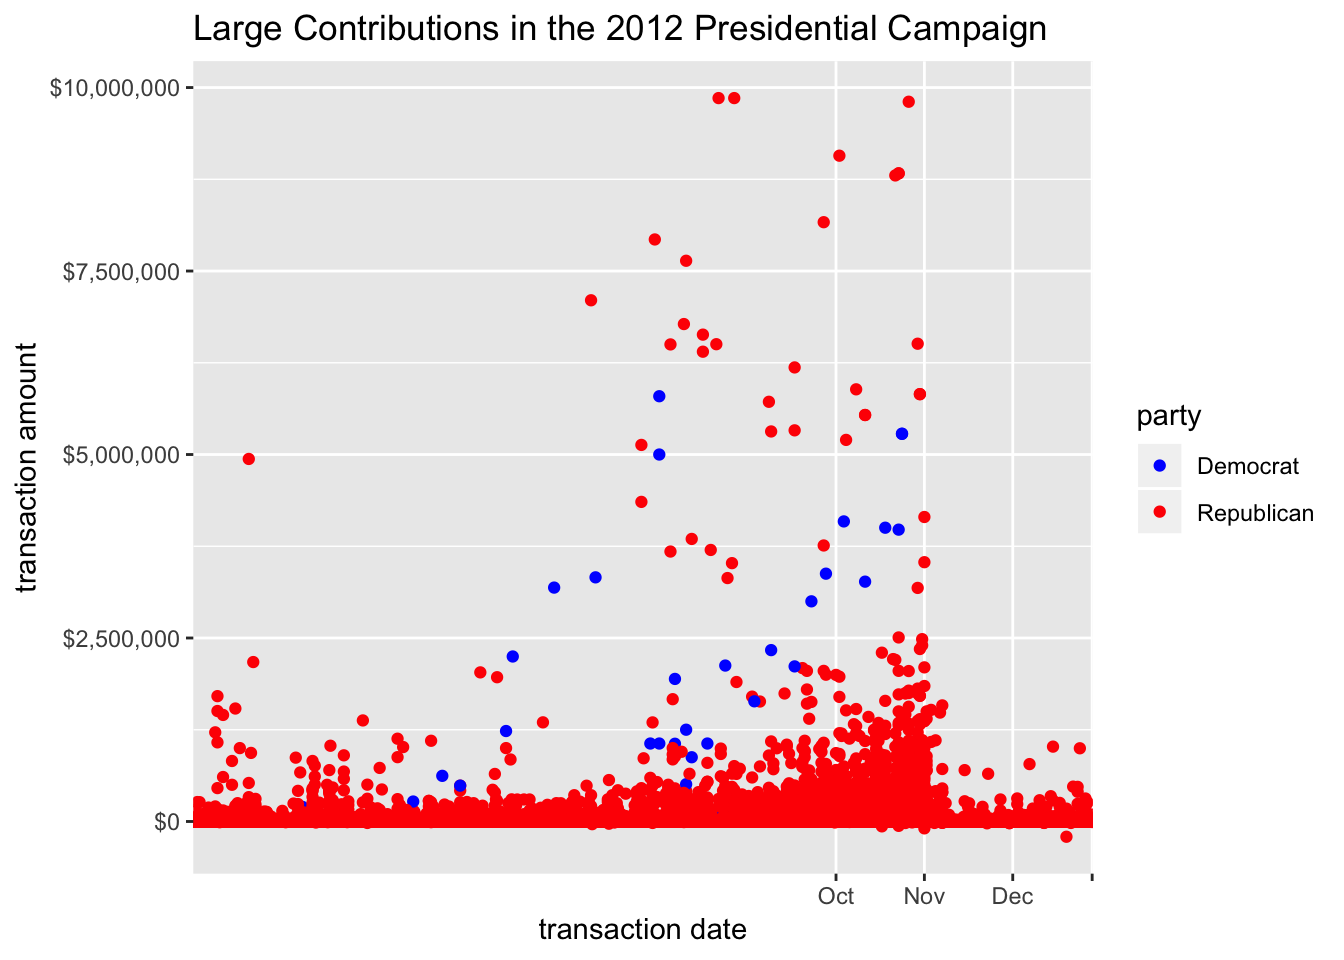 Large Contributions in the 2012 Presidential Campaign
$10,000,000
$7,500,000
$5,000,000
$2,500,000
$0
transaction amount
Oct
Nov
Dec
transaction date
party
Democrat
Republican